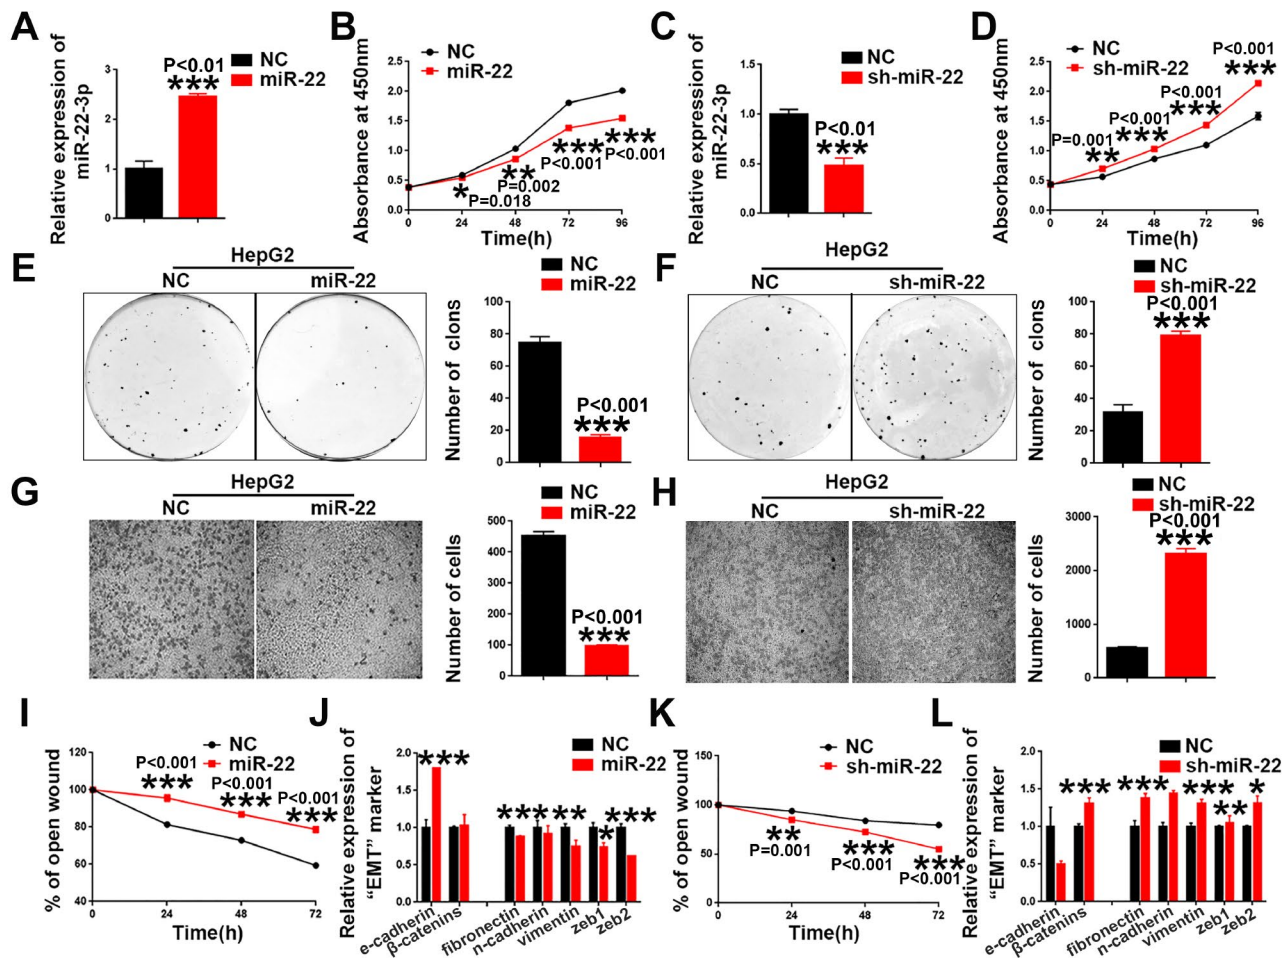 A
Relative expression of
miR-22-3p
3
2
1
0
P<0.01
***
NC
miR-22
B
Absorbance at 450nm
2.5
2.0
1.5
1.0
0.5
0.0
NC
miR-22
*
P=0.018
**
P=0.002
***
P<0.001
***
P<0.001
0
24
48
72
96
Time(h)
C
Relative expression of
miR-22-3p
1.5
1.0
0.5
0.0
P<0.01
***
NC
sh-miR-22
D
Absorbance at 450nm
2.5
2.0
1.5
1.0
0.5
0.0
NC
sh-miR-22
P=0.001
**
P<0.001
***
P<0.001
***
P<0.001
***
0
24
48
72
96
Time(h)
E
HepG2
NC
miR-22
Number of clons
100
80
60
40
20
0
NC
miR-22
P<0.001
***
F
HepG2
NC
sh-miR-22
Number of clons
100
80
60
40
20
0
NC
sh-miR-22
P<0.001
***
G
HepG2
NC
miR-22
Number of cells
500
400
300
200
100
0
NC
miR-22
P<0.001
***
H
HepG2
NC
sh-miR-22
Number of cells
3000
2000
1000
0
NC
sh-miR-22
P<0.001
***
I
% of open wound
120
100
80
60
40
NC
miR-22
P<0.001
***
P<0.001
***
P<0.001
***
0
24
48
72
Time(h)
J
Relative expression of
“EMT” marker
2.0
1.5
1.0
0.5
0.0
NC
miR-22
***
***
**
*
***
e-cadherin
β-catenins
fibronectin
n-cadherin
vimentin
zeb1
zeb2
K
% of open wound
150
100
50
0
NC
sh-miR-22
**
P=0.001
***
P<0.001
***
P<0.001
0
24
48
72
Time(h)
L
Relative expression of
“EMT” marker
2.0
1.5
1.0
0.5
0.0
NC
sh-miR-22
***
***
***
**
*
e-cadherin
β-catenins
fibronectin
n-cadherin
vimentin
zeb1
zeb2